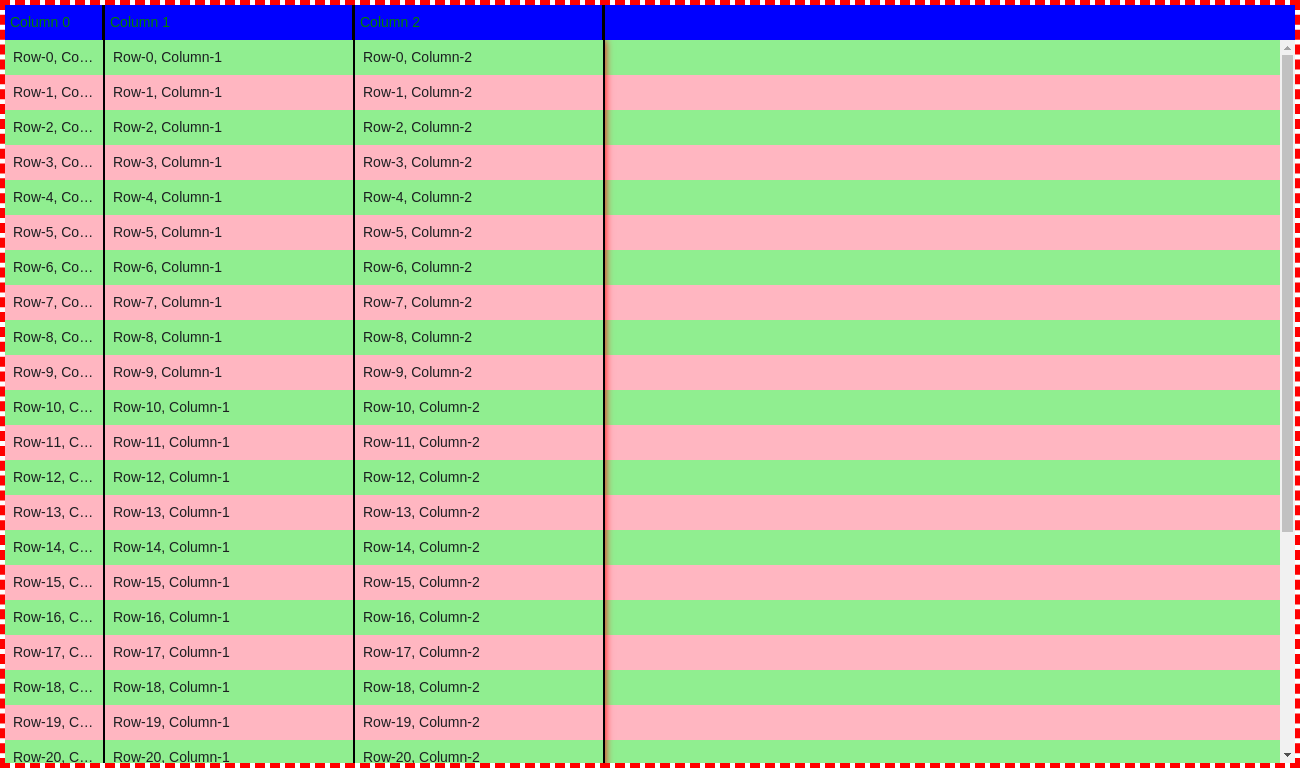 Column 0 Column 1 Column 2
Row-0, Co… Row-0, Column-1 Row-0, Column-2
Row-1, Co… Row-1, Column-1 Row-1, Column-2
Row-2, Co… Row-2, Column-1 Row-2, Column-2
Row-3, Co… Row-3, Column-1 Row-3, Column-2
Row-4, Co… Row-4, Column-1 Row-4, Column-2
Row-5, Co… Row-5, Column-1 Row-5, Column-2
Row-6, Co… Row-6, Column-1 Row-6, Column-2
Row-7, Co… Row-7, Column-1 Row-7, Column-2
Row-8, Co… Row-8, Column-1 Row-8, Column-2
Row-9, Co… Row-9, Column-1 Row-9, Column-2
Row-10, C… Row-10, Column-1 Row-10, Column-2
Row-11, C… Row-11, Column-1 Row-11, Column-2
Row-12, C… Row-12, Column-1 Row-12, Column-2
Row-13, C… Row-13, Column-1 Row-13, Column-2
Row-14, C… Row-14, Column-1 Row-14, Column-2
Row-15, C… Row-15, Column-1 Row-15, Column-2
Row-16, C… Row-16, Column-1 Row-16, Column-2
Row-17, C… Row-17, Column-1 Row-17, Column-2
Row-18, C… Row-18, Column-1 Row-18, Column-2
Row-19, C… Row-19, Column-1 Row-19, Column-2
Row-20, C… Row-20, Column-1 Row-20, Column-2